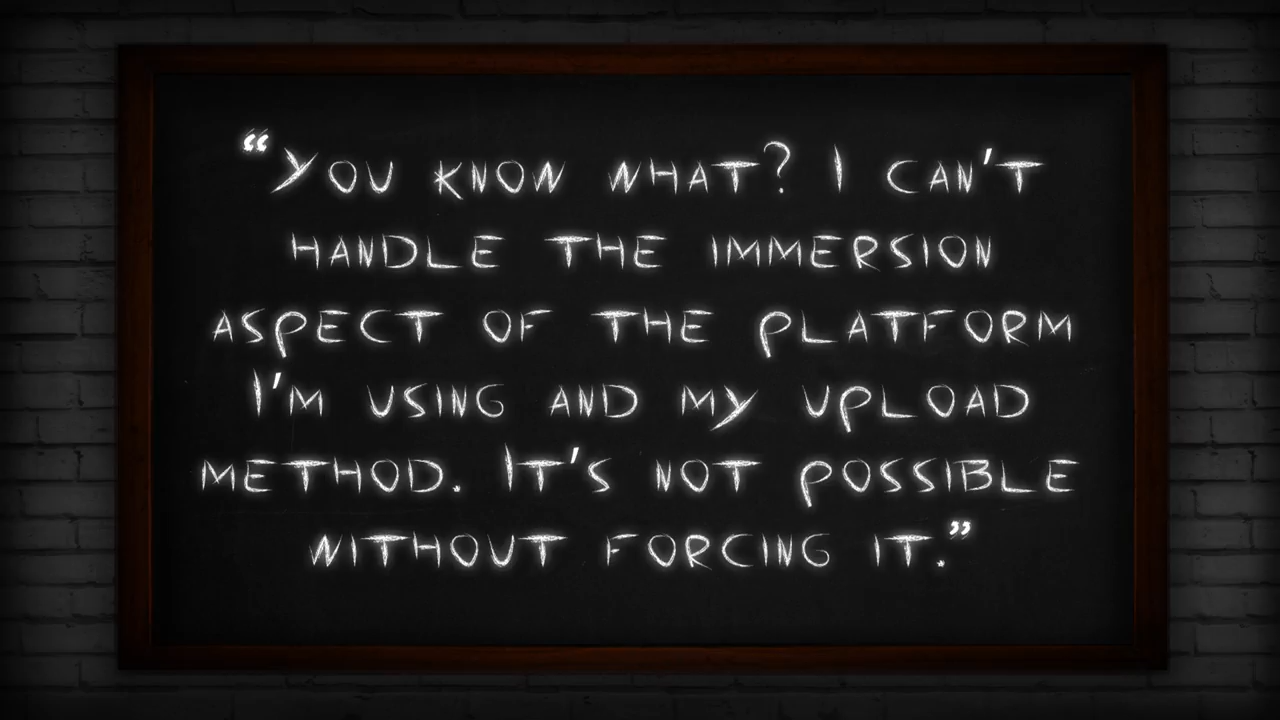 “You know what? I can't
handle the immersion
aspect of the platform
I'm using and my upload
method. It's not possible
without forcing it.”